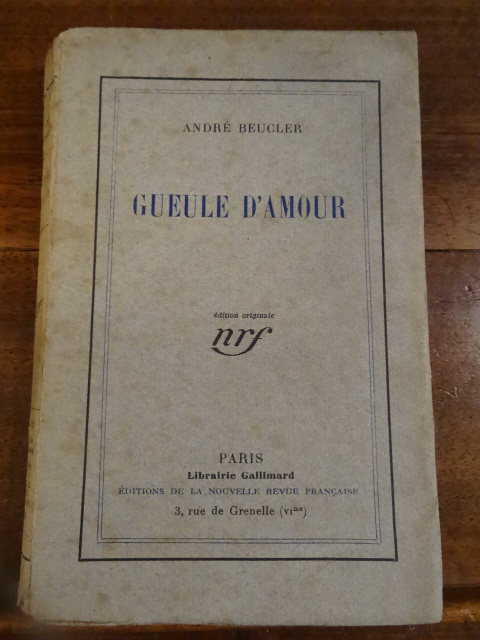 ANDRÉ BEUCLER
GUEULE D'AMOUR
édition originale
nrf
PARIS
Librairie Gallimard
ÉDITIONS DE LA NOUVELLE REVUE FRANÇAISE
3, rue de Grenelle (VIme)